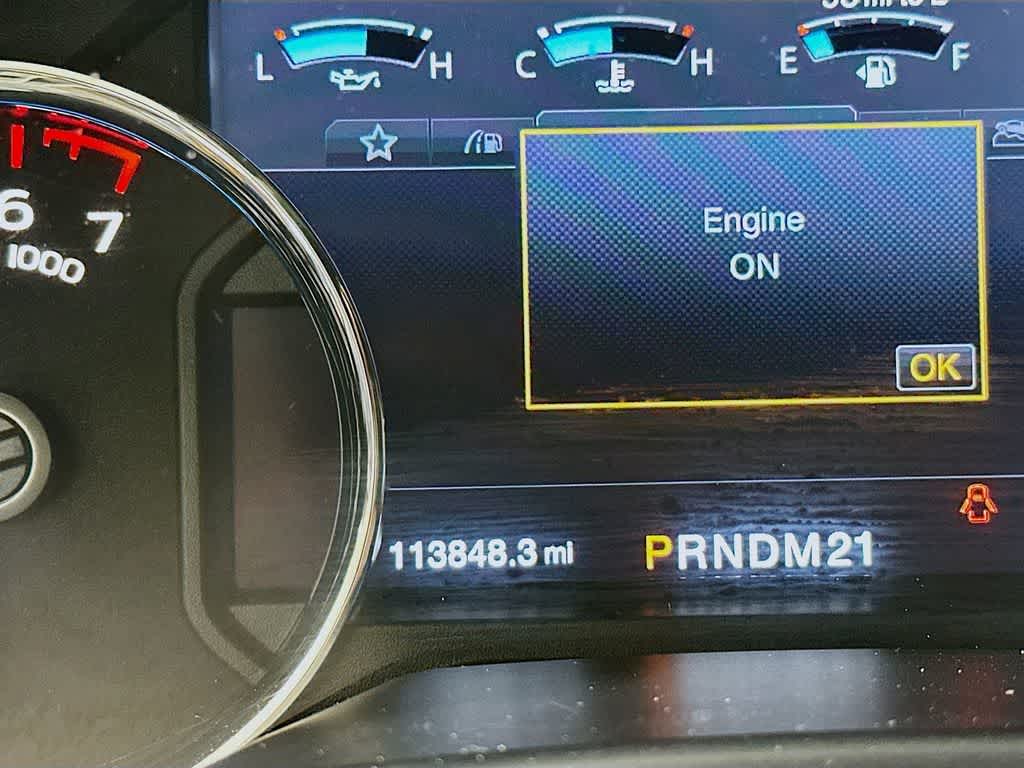 L H C H E F
6 7
1000
Engine
ON
OK
113848.3 mi
PRNDM21